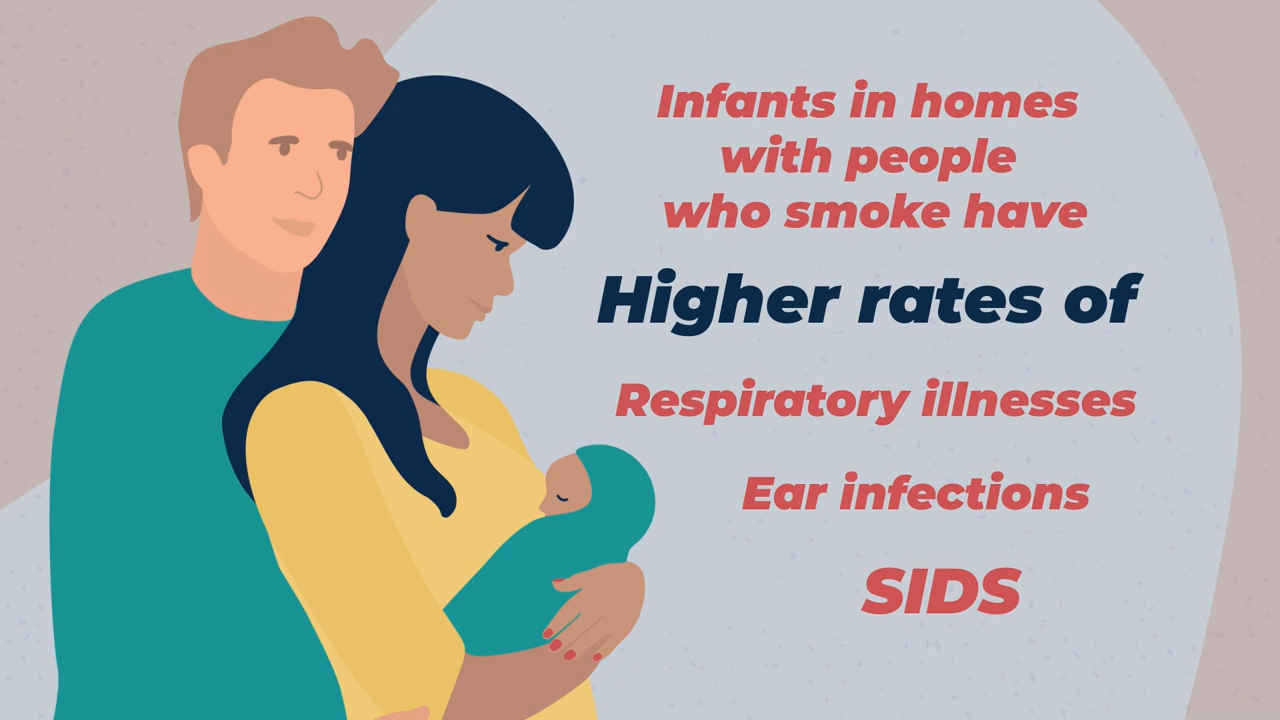 Infants in homes
with people
who smoke have
Higher rates of
Respiratory illnesses
Ear infections
SIDS